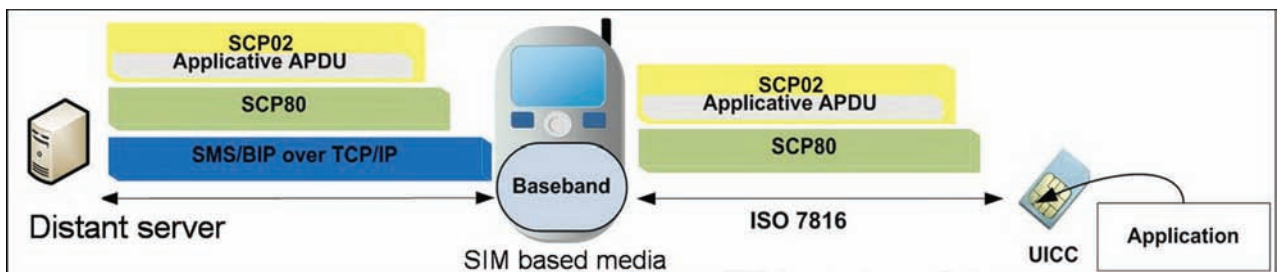 SCP02
Applicative APDU
SCP80
SMS/BIP over TCP/IP
Distant server
Baseband
SIM based media
SCP02
Applicative APDU
SCP80
ISO 7816
UICC
Application